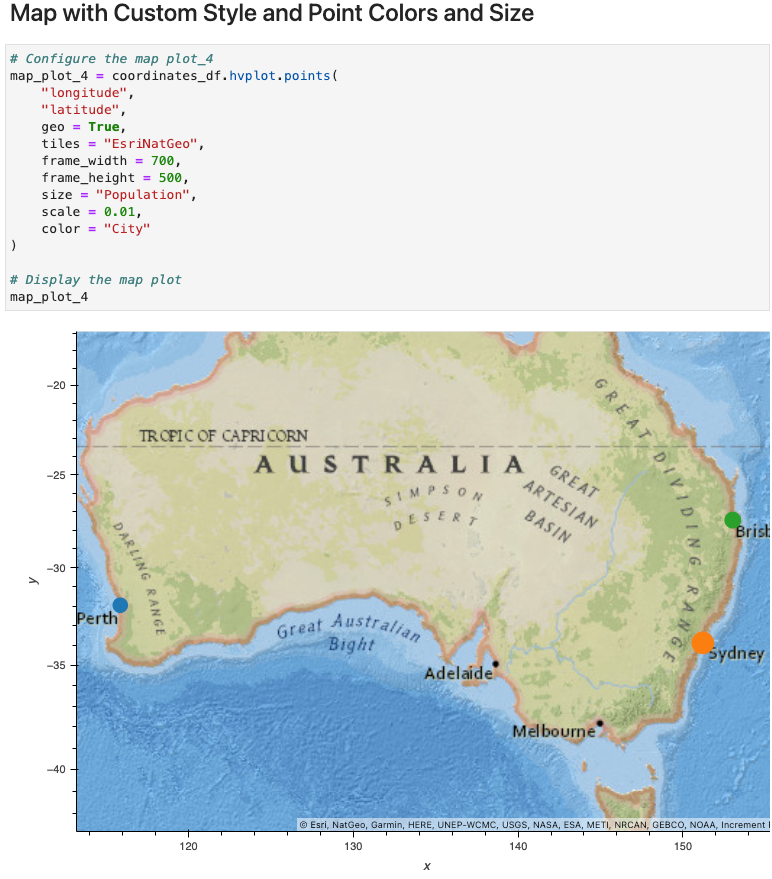 Map with Custom Style and Point Colors and Size
# Configure the map plot_4
map_plot_4 = coordinates_df.hvplot.points(
    "longitude",
    "latitude",
    geo = True,
    tiles = "EsriNatGeo",
    frame_width = 700,
    frame_height = 500,
    size = "Population",
    scale = 0.01,
    color = "City"
)
# Display the map plot
map_plot_4
−20
TROPIC OF CAPRICORN
GREAT DIVIDING RANGE
AUSTRALIA
−25
SIMPSON
DESERT
GREAT
ARTESIAN
BASIN
DARLING RANGE
Brisb
−30
y
Perth
Great Australian
Bight
Sydney
−35
Adelaide
Melbourne
−40
© Esri, NatGeo, Garmin, HERE, UNEP-WCMC, USGS, NASA, ESA, METI, NRCAN, GEBCO, NOAA, Increment
120 130 140 150
x